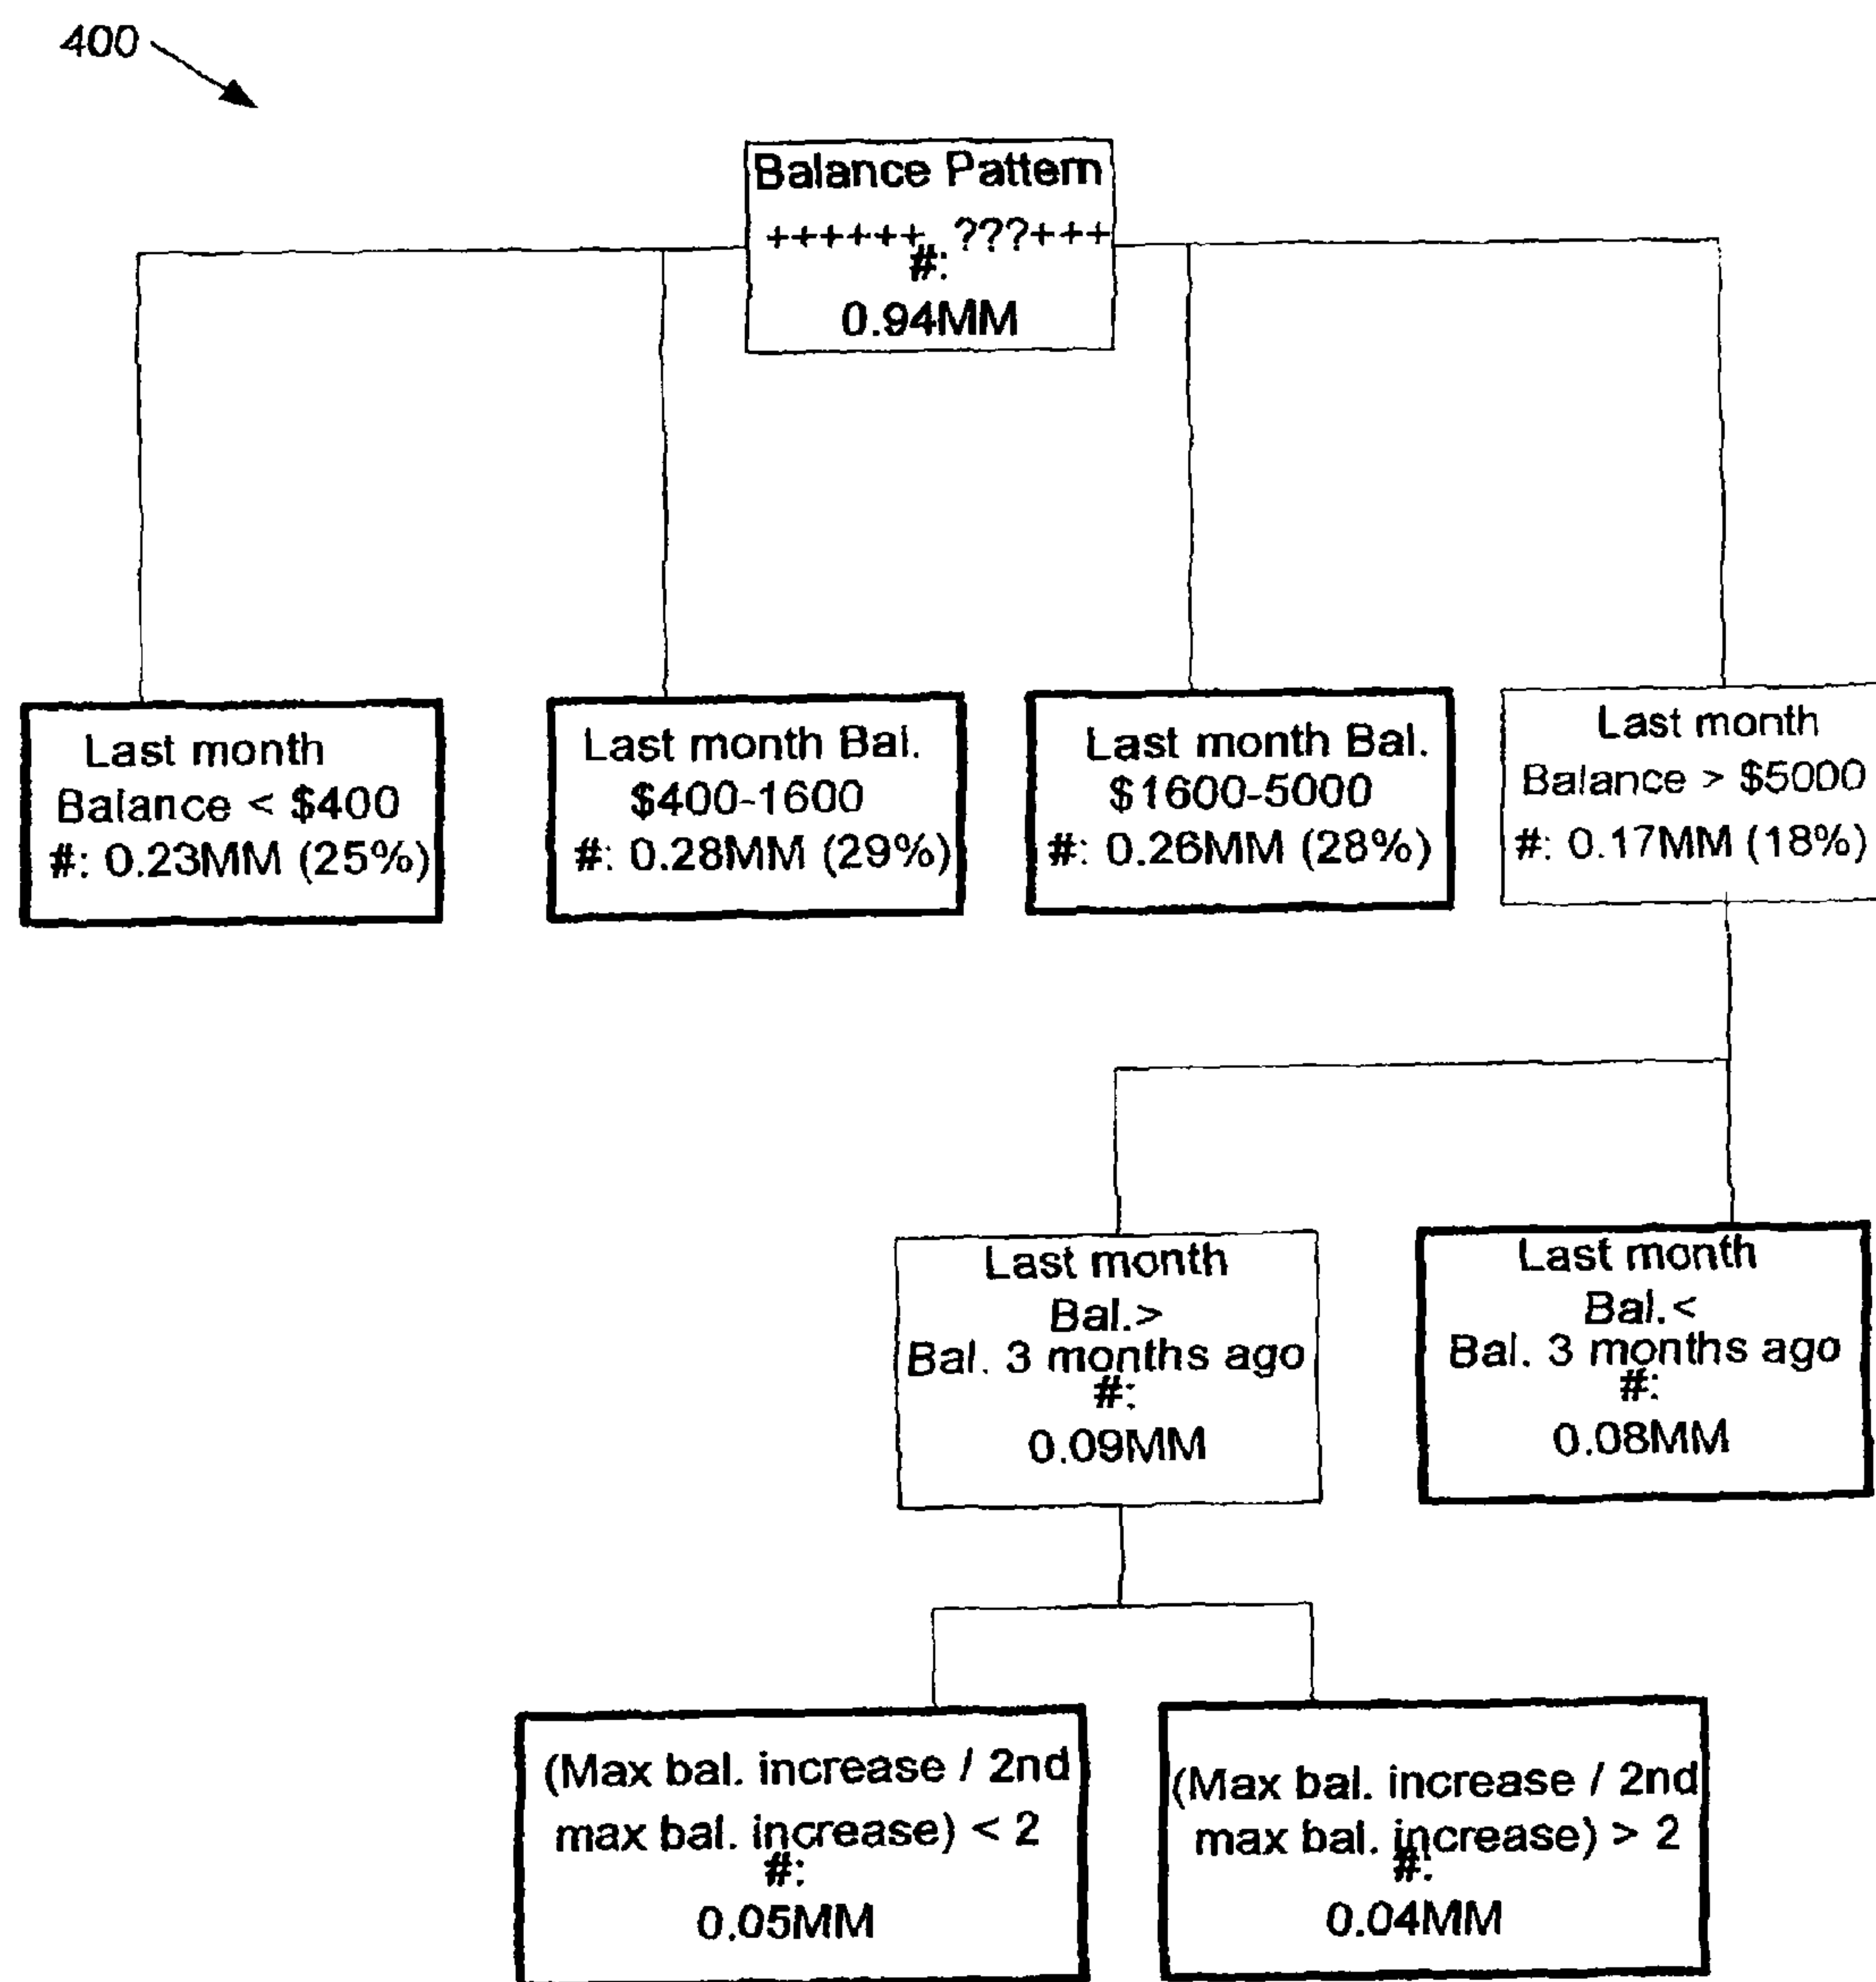 400
Balance Pattern
++++++, ???+++
#:
0.94MM
Last month
Balance < $400
#: 0.23MM (25%)
Last month Bal.
$400-1600
#: 0.28MM (29%)
Last month Bal.
$1600-5000
#: 0.26MM (28%)
Last month
Balance > $5000
#: 0.17MM (18%)
Last month
Bal.>
Bal. 3 months ago
#:
0.09MM
Last month
Bal.<
Bal. 3 months ago
#:
0.08MM
(Max bal. increase / 2nd
max bal. increase) < 2
#:
0.05MM
(Max bal. increase / 2nd
max bal. increase) > 2
#:
0.04MM